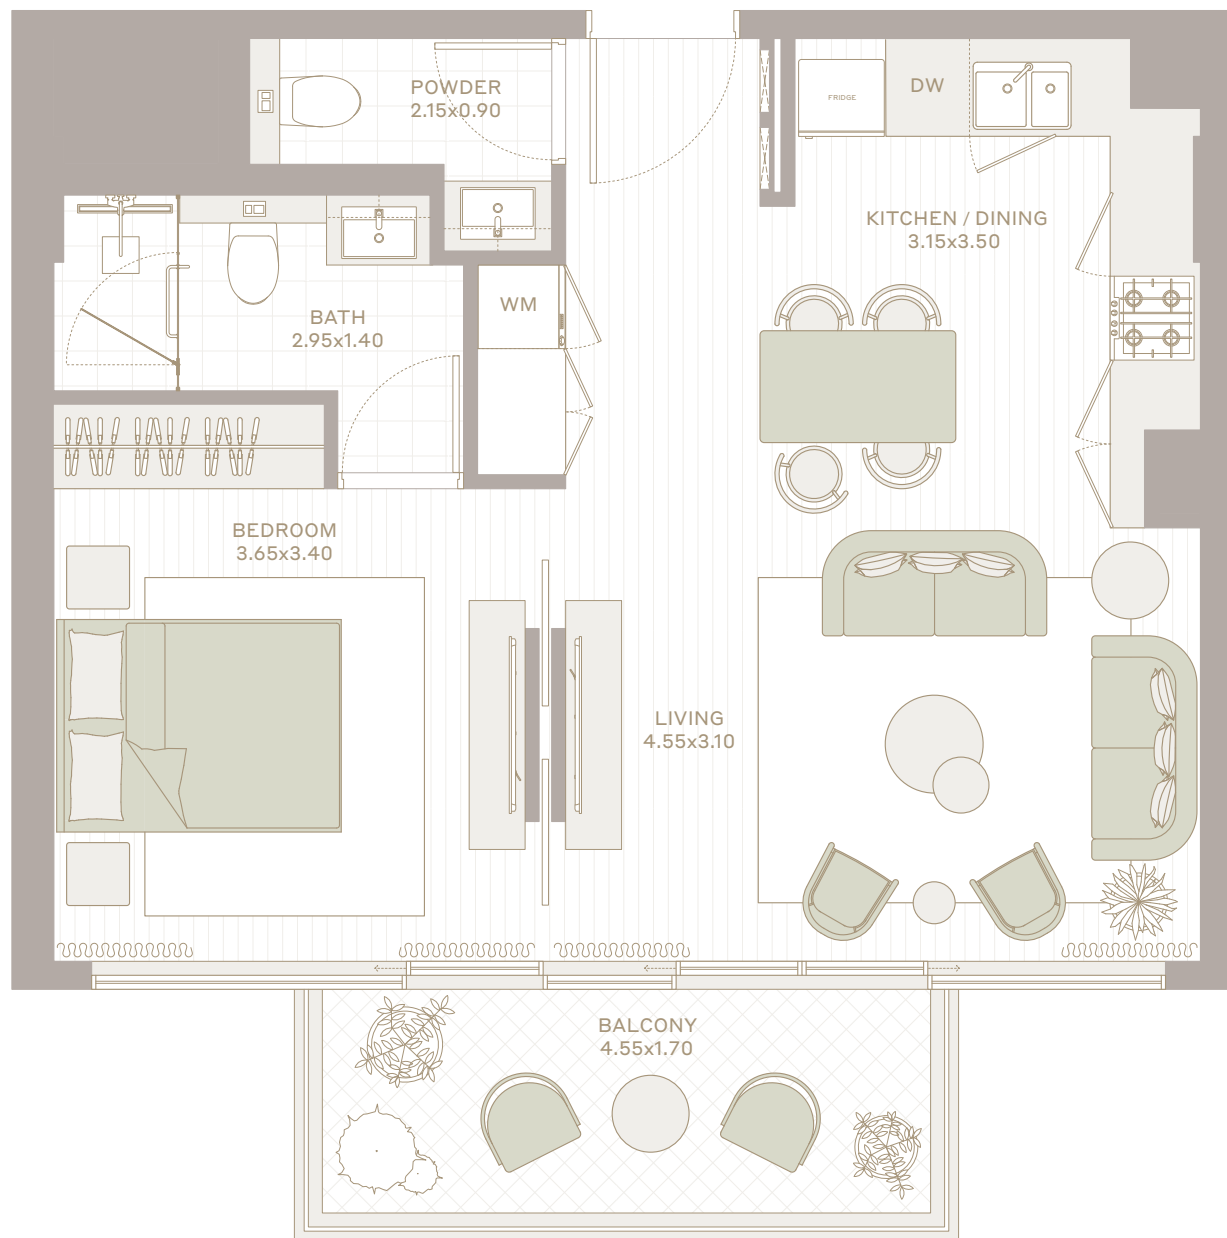 POWDER
2.15x0.90
FRIDGE
DW
KITCHEN / DINING
3.15x3.50
WM
BATH
2.95x1.40
BEDROOM
3.65x3.40
LIVING
4.55x3.10
BALCONY
4.55x1.70